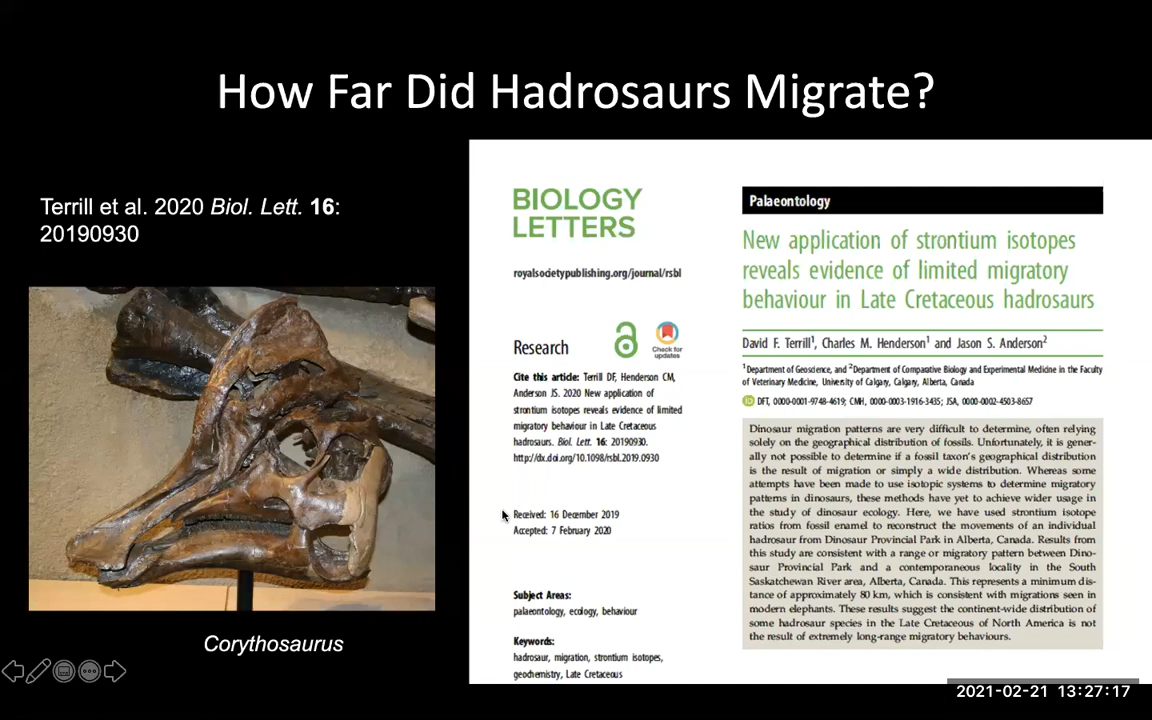 How Far Did Hadrosaurs Migrate?
Terrill et al. 2020 Biol. Lett. 16:
20190930
Corythosaurus
BIOLOGY
LETTERS
royalsocietypublishing.org/journal/rsbl
Research
Check for
updates
Cite this article: Terrill DF, Henderson CM,
Anderson JS. 2020 New application of
strontium isotopes reveals evidence of limited
migratory behaviour in Late Cretaceous
hadrosaurs. Biol. Lett. 16: 20190930.
http://dx.doi.org/10.1098/rsbl.2019.0930
Received: 16 December 2019
Accepted: 7 February 2020
Subject Areas:
palaeontology, ecology, behaviour
Keywords:
hadrosaur, migration, strontium isotopes,
geochemistry, Late Cretaceous
Palaeontology
New application of strontium isotopes
reveals evidence of limited migratory
behaviour in Late Cretaceous hadrosaurs
David F. Terrill1, Charles M. Henderson1 and Jason S. Anderson2
1Department of Geoscience, and 2Department of Comparative Biology and Experimental Medicine in the Faculty
of Veterinary Medicine, University of Calgary, Calgary, Alberta, Canada
iD DFT, 0000-0001-9748-4619; CMH, 0000-0003-1916-3435; JSA, 0000-0002-4503-8657
Dinosaur migration patterns are very difficult to determine, often relying
solely on the geographical distribution of fossils. Unfortunately, it is gener-
ally not possible to determine if a fossil taxon's geographical distribution
is the result of migration or simply a wide distribution. Whereas some
attempts have been made to use isotopic systems to determine migratory
patterns in dinosaurs, these methods have yet to achieve wider usage in
the study of dinosaur ecology. Here, we have used strontium isotope
ratios from fossil enamel to reconstruct the movements of an individual
hadrosaur from Dinosaur Provincial Park in Alberta, Canada. Results from
this study are consistent with a range or migratory pattern between Dino-
saur Provincial Park and a contemporaneous locality in the South
Saskatchewan River area, Alberta, Canada. This represents a minimum dis-
tance of approximately 80 km, which is consistent with migrations seen in
modern elephants. These results suggest the continent-wide distribution of
some hadrosaur species in the Late Cretaceous of North America is not
the result of extremely long-range migratory behaviours.
2021-02-21 13:27:17